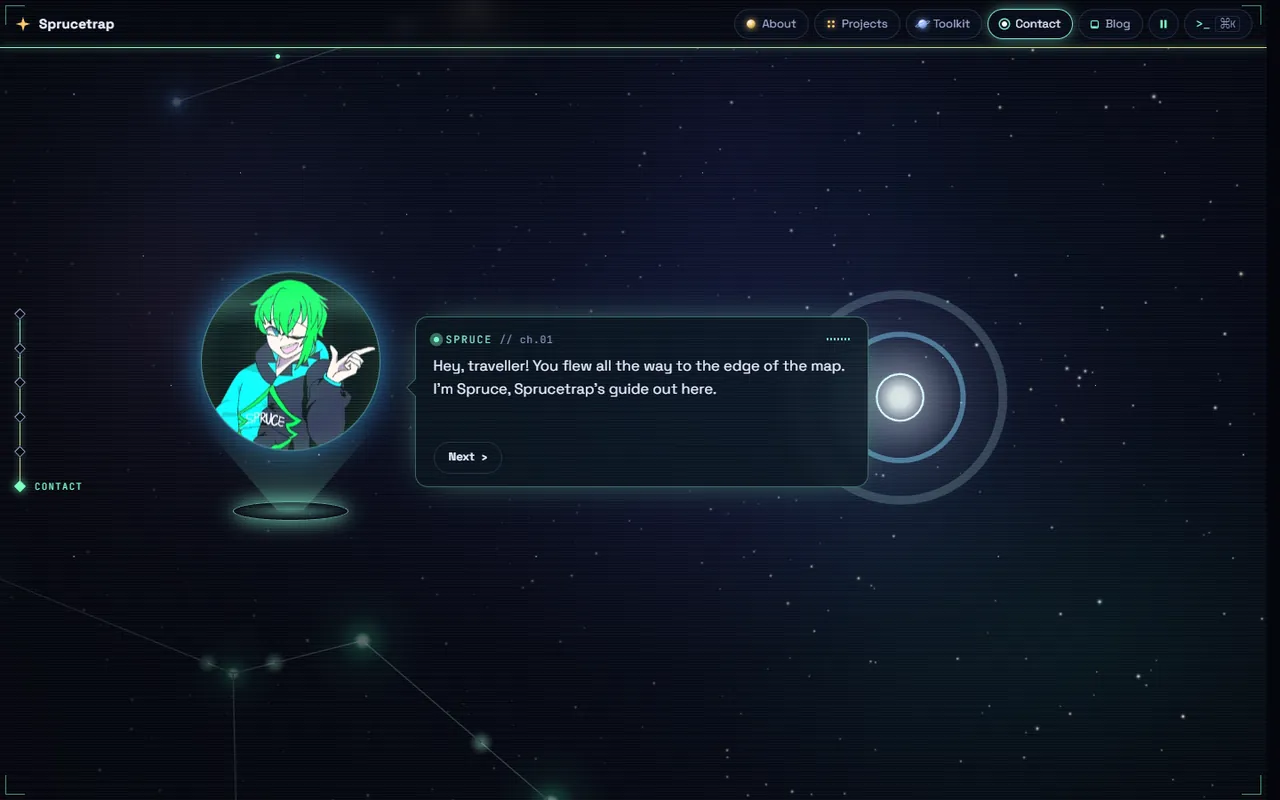 Sprucetrap
About
Projects
Toolkit
Contact
Blog
>_ ⌘K
SPRUCE // ch.01
Hey, traveller! You flew all the way to the edge of the map.
I'm Spruce, Sprucetrap's guide out here.
Next >
SPRUCE
CONTACT